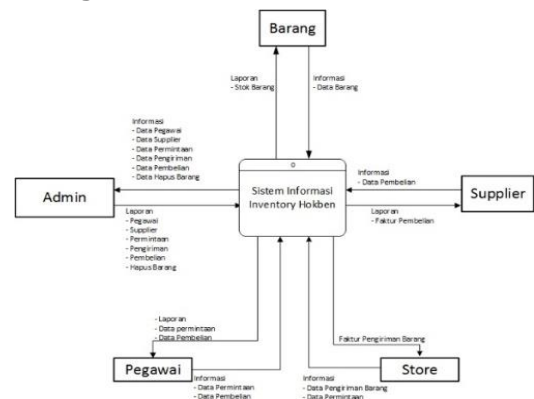 Barang
Laporan
- Stok Barang
Informasi
- Data Barang
Informasi
- Data Pegawai
- Data Supplier
- Data Permintaan
- Data Pengiriman
- Data Pembelian
- Data Hapus Barang
Admin
Laporan
- Pegawai
- Supplier
- Permintaan
- Pengiriman
- Pembelian
- Hapus Barang
0
Sistem Informasi
Inventory Hokben
Informasi
- Data Pembelian
Supplier
Laporan
- Faktur Pembelian
- Laporan
- Data permintaan
- Data Pembelian
Pegawai
Informasi
- Data Permintaan
- Data Pembelian
Faktur Pengiriman Barang
Store
Informasi
- Data Pengiriman Barang
- Data Permintaan